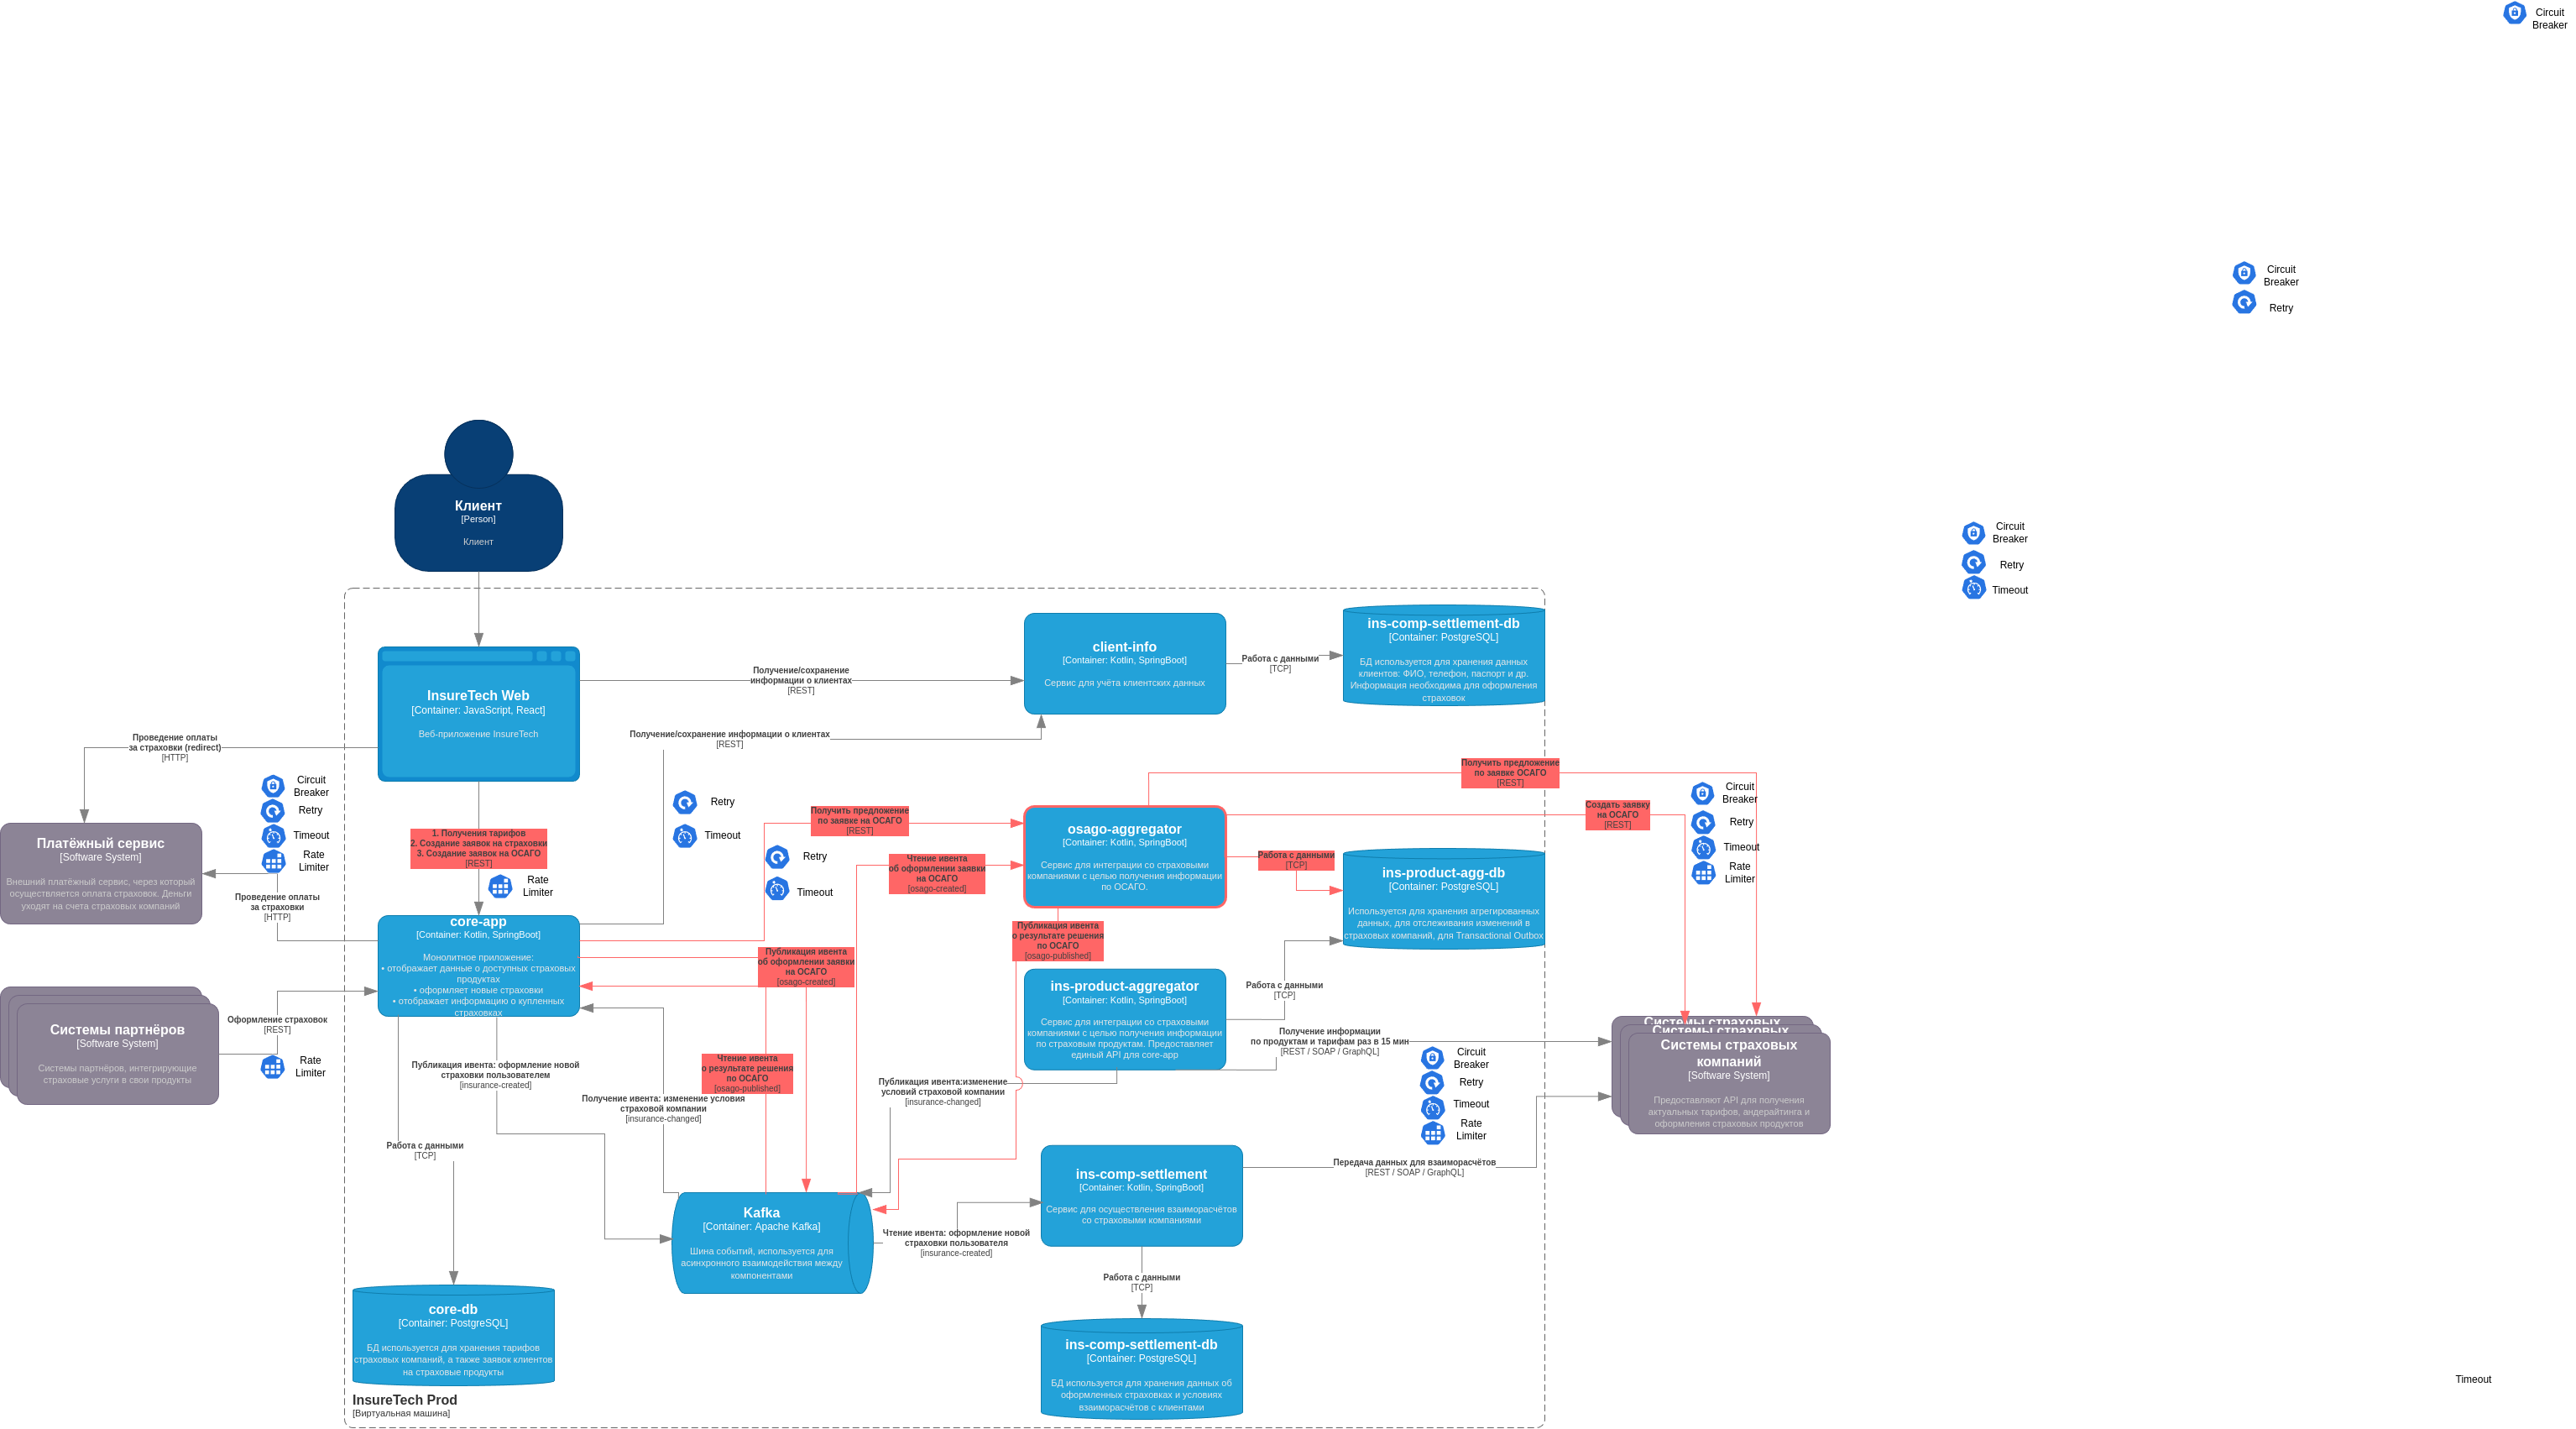 Circuit
Breaker
Circuit
Breaker
Retry
Circuit
Breaker
Retry
Timeout
Клиент
[Person]
Клиент
InsureTech Web
[Container: JavaScript, React]
Веб-приложение InsureTech
Получение/сохранение
информации о клиентах
[REST]
client-info
[Container: Kotlin, SpringBoot]
Сервис для учёта клиентских данных
Работа с данными
[TCP]
ins-comp-settlement-db
[Container: PostgreSQL]
БД используется для хранения данных
клиентов: ФИО, телефон, паспорт и др.
Информация необходима для оформления
страховок
Проведение оплаты
за страховки (redirect)
[HTTP]
Получение/сохранение информации о клиентах
[REST]
Circuit
Breaker
Retry
Timeout
Rate
Limiter
Платёжный сервис
[Software System]
Внешний платёжный сервис, через который
осуществляется оплата страховок. Деньги
уходят на счета страховых компаний
Проведение оплаты
за страховки
[HTTP]
1. Получения тарифов
2. Создание заявок на страховки
3. Создание заявок на ОСАГО
[REST]
Rate
Limiter
Retry
Timeout
Retry
Timeout
Получить предложение
по заявке на ОСАГО
[REST]
Чтение ивента
об оформлении заявки
на ОСАГО
[osago-created]
osago-aggregator
[Container: Kotlin, SpringBoot]
Сервис для интеграции со страховыми
компаниями с целью получения информации
по ОСАГО.
Получить предложение
по заявке ОСАГО
[REST]
Создать заявку
на ОСАГО
[REST]
Circuit
Breaker
Retry
Timeout
Rate
Limiter
Работа с данными
[TCP]
ins-product-agg-db
[Container: PostgreSQL]
Используется для хранения агрегированных
данных, для отслеживания изменений в
страховых компаний, для Transactional Outbox
core-app
[Container: Kotlin, SpringBoot]
Монолитное приложение:
• отображает данные о доступных страховых
продуктах
• оформляет новые страховки
• отображает информацию о купленных
страховках
Публикация ивента
об оформлении заявки
на ОСАГО
[osago-created]
Публикация ивента
о результате решения
по ОСАГО
[osago-published]
ins-product-aggregator
[Container: Kotlin, SpringBoot]
Сервис для интеграции со страховыми
компаниями с целью получения информации
по страховым продуктам. Предоставляет
единый API для core-app
Работа с данными
[TCP]
Получение информации
по продуктам и тарифам раз в 15 мин
[REST / SOAP / GraphQL]
Circuit
Breaker
Retry
Timeout
Rate
Limiter
Системы страховых
Системы страховых
Системы страховых
компаний
[Software System]
Предоставляют API для получения
актуальных тарифов, андерайтинга и
оформления страховых продуктов
Системы партнёров
[Software System]
Системы партнёров, интегрирующие
страховые услуги в свои продукты
Оформление страховок
[REST]
Rate
Limiter
Публикация ивента: оформление новой
страховки пользователем
[insurance-created]
Чтение ивента
о результате решения
по ОСАГО
[osago-published]
Получение ивента: изменение условия
страховой компании
[insurance-changed]
Публикация ивента:изменение
условий страховой компании
[insurance-changed]
Работа с данными
[TCP]
Передача данных для взаиморасчётов
[REST / SOAP / GraphQL]
ins-comp-settlement
[Container: Kotlin, SpringBoot]
Сервис для осуществления взаиморасчётов
со страховыми компаниями
Kafka
[Container: Apache Kafka]
Шина событий, используется для
асинхронного взаимодействия между
компонентами
Чтение ивента: оформление новой
страховки пользователя
[insurance-created]
Работа с данными
[TCP]
core-db
[Container: PostgreSQL]
БД используется для хранения тарифов
страховых компаний, а также заявок клиентов
на страховые продукты
ins-comp-settlement-db
[Container: PostgreSQL]
БД используется для хранения данных об
оформленных страховках и условиях
взаиморасчётов с клиентами
InsureTech Prod
[Виртуальная машина]
Timeout